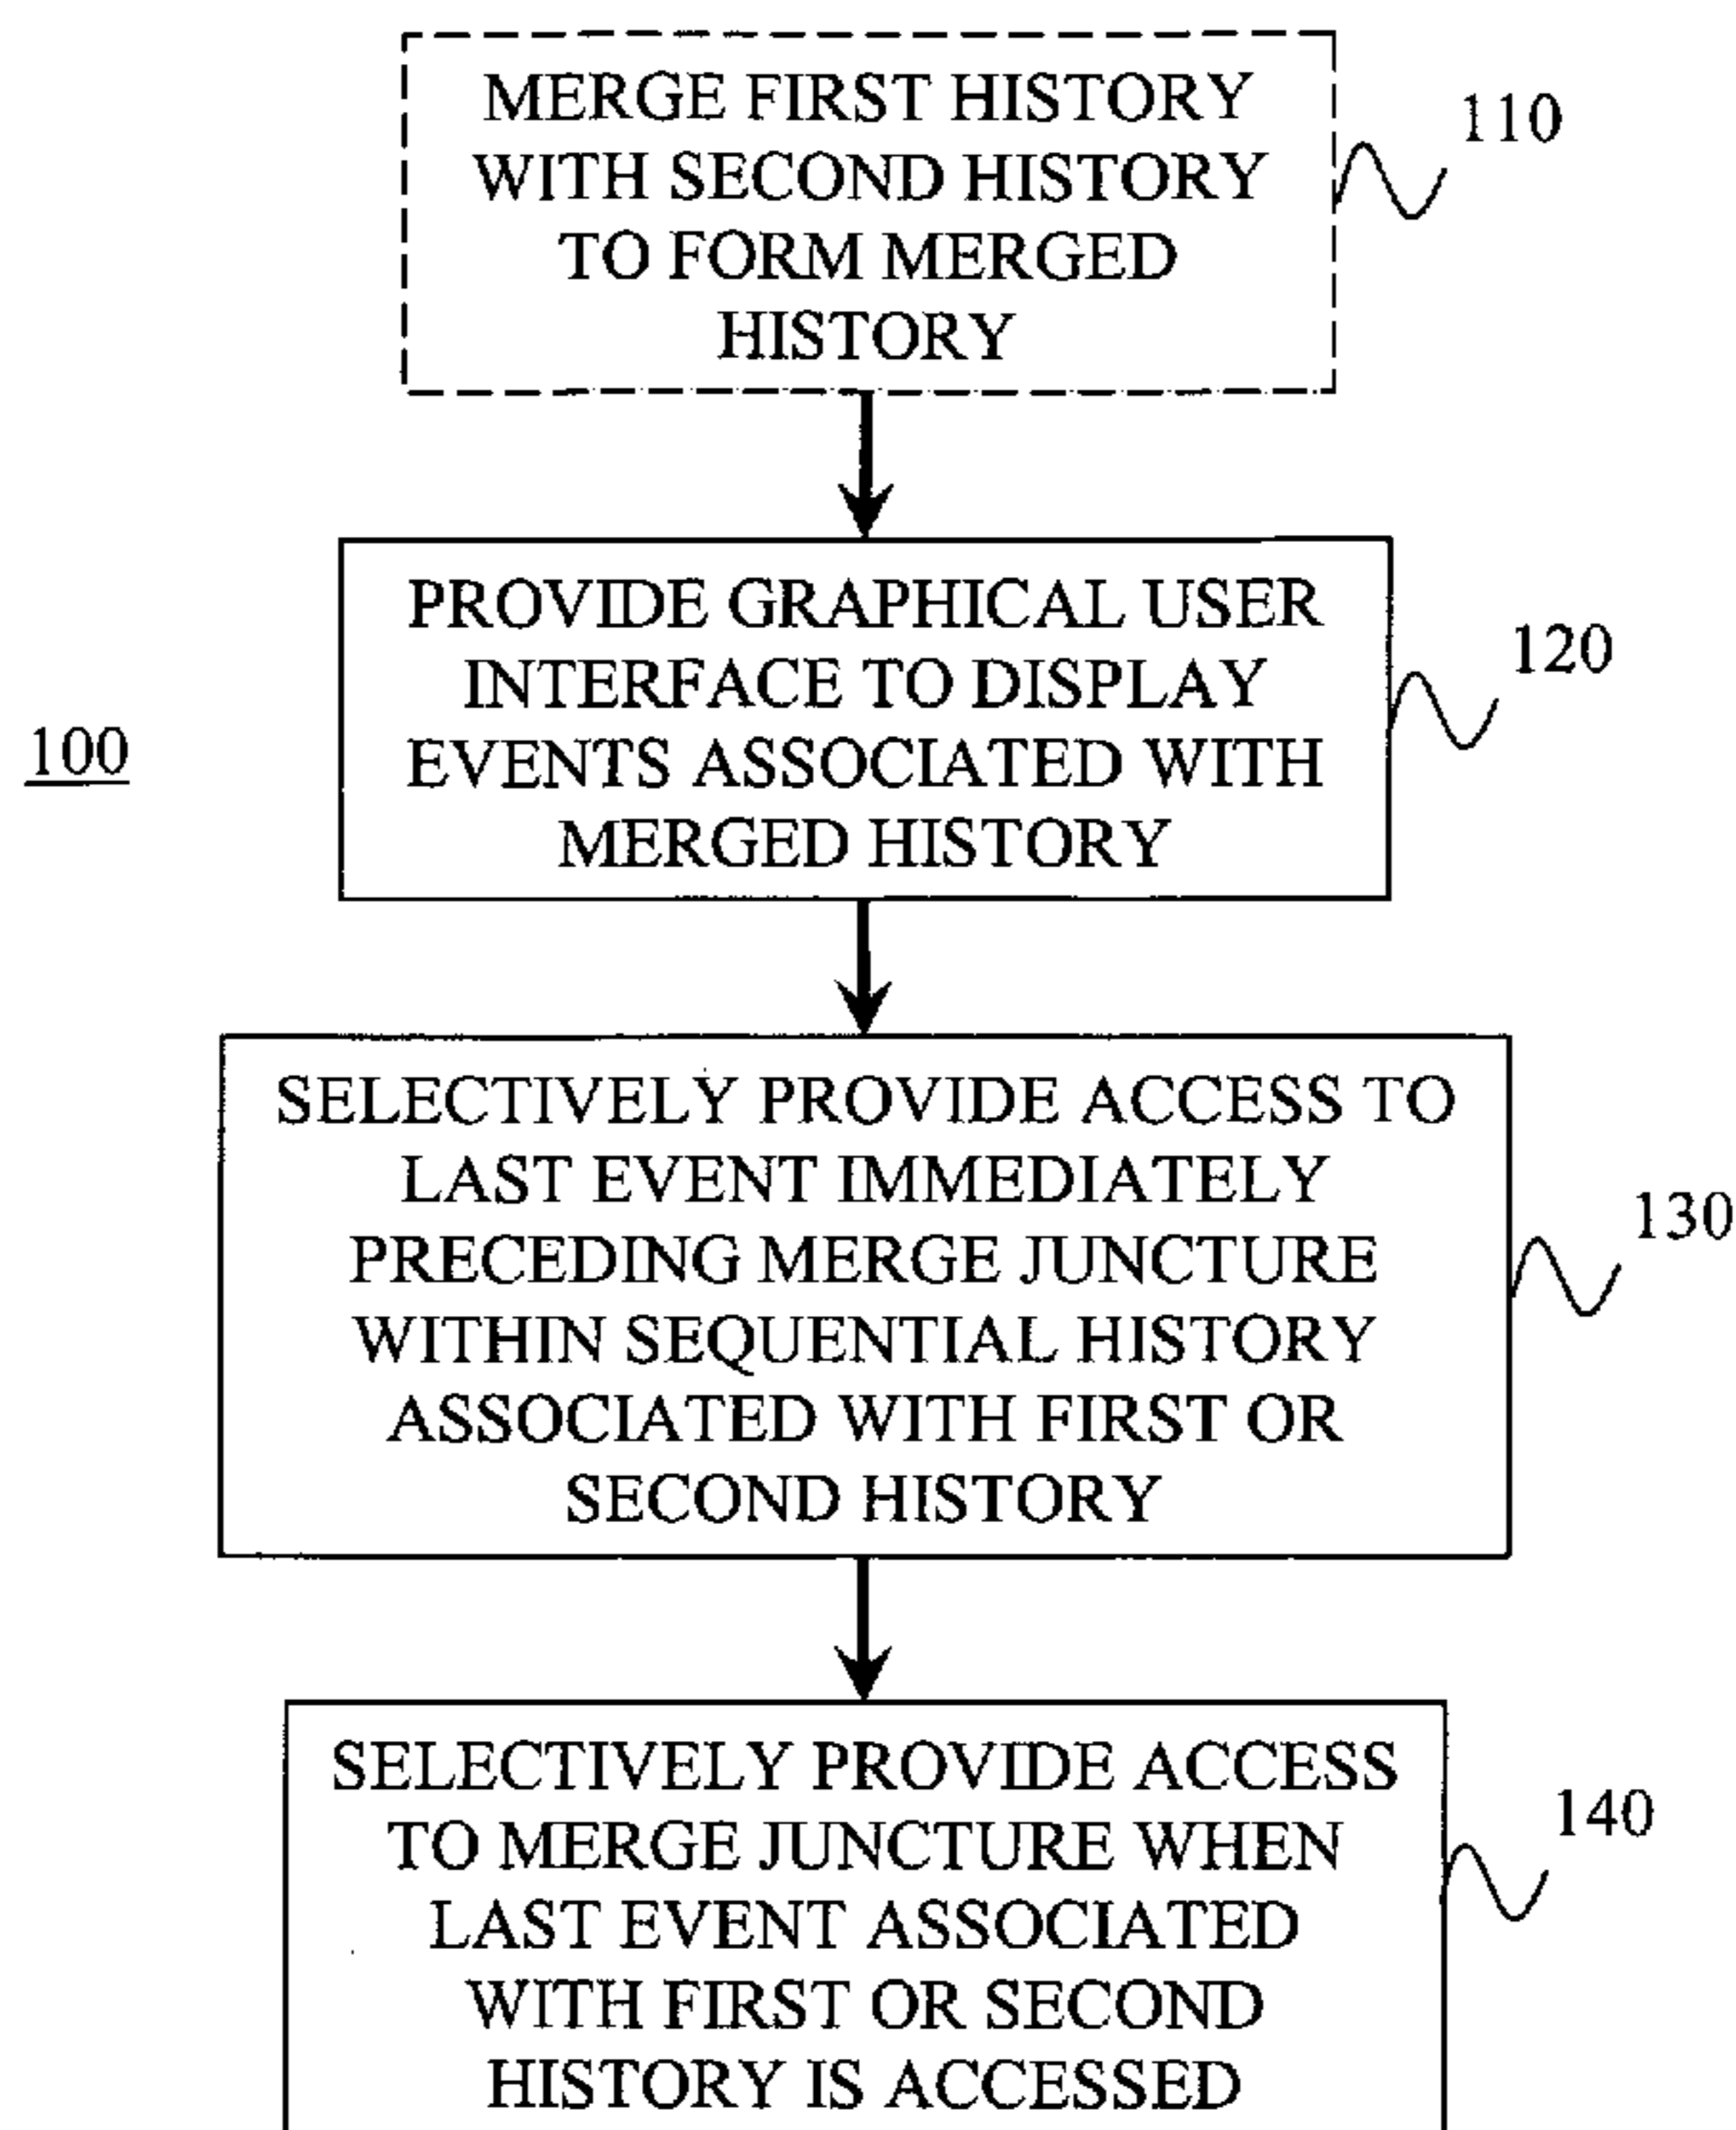 MERGE FIRST HISTORY
WITH SECOND HISTORY
TO FORM MERGED
HISTORY
110
PROVIDE GRAPHICAL USER
INTERFACE TO DISPLAY
EVENTS ASSOCIATED WITH
MERGED HISTORY
120
100
SELECTIVELY PROVIDE ACCESS TO
LAST EVENT IMMEDIATELY
PRECEDING MERGE JUNCTURE
WITHIN SEQUENTIAL HISTORY
ASSOCIATED WITH FIRST OR
SECOND HISTORY
130
SELECTIVELY PROVIDE ACCESS
TO MERGE JUNCTURE WHEN
LAST EVENT ASSOCIATED
WITH FIRST OR SECOND
HISTORY IS ACCESSED
140